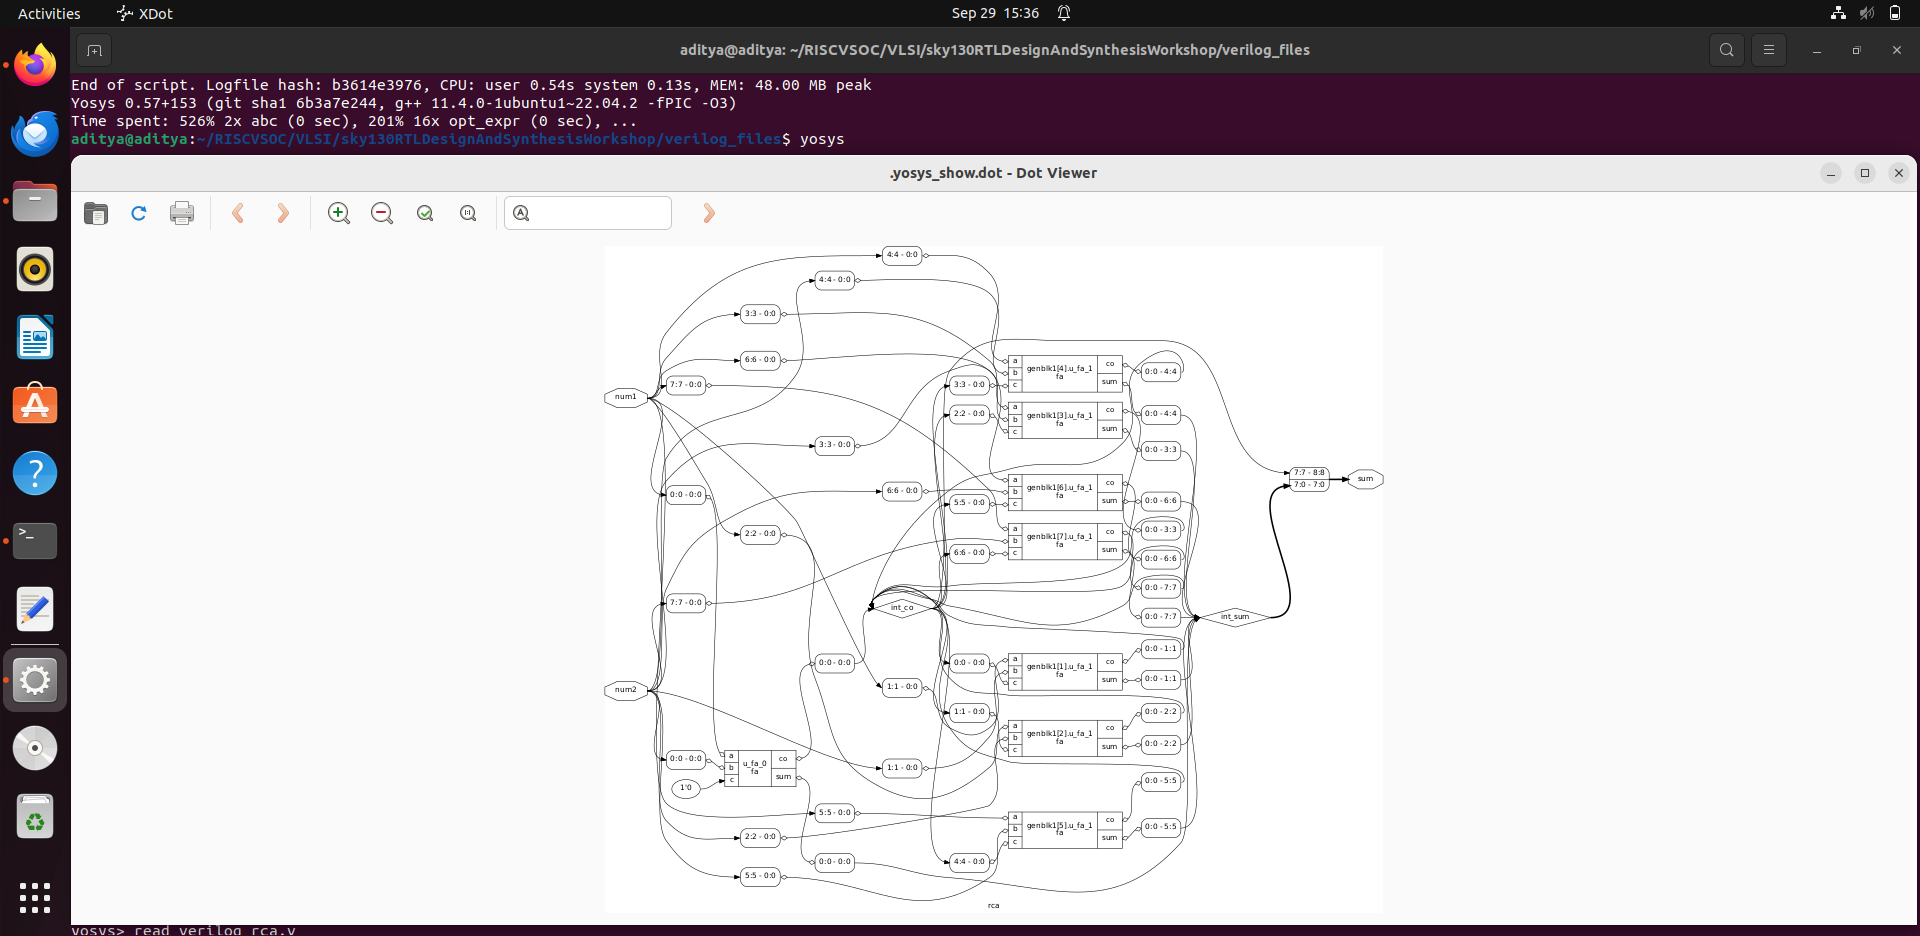 Activities
XDot
Sep 29 15:36
aditya@aditya: ~/RISCVSOC/VLSI/sky130RTLDesignAndSynthesisWorkshop/verilog_files
End of script. Logfile hash: b3614e3976, CPU: user 0.54s system 0.13s, MEM: 48.00 MB peak
Yosys 0.57+153 (git sha1 6b3a7e244, g++ 11.4.0-1ubuntu1~22.04.2 -fPIC -O3)
Time spent: 526% 2x abc (0 sec), 201% 16x opt_expr (0 sec), ...
aditya@aditya:~/RISCVSOC/VLSI/sky130RTLDesignAndSynthesisWorkshop/verilog_files$ yosys
.yosys_show.dot - Dot Viewer
4:4 - 0:0
4:4 - 0:0
3:3 - 0:0
6:6 - 0:0
7:7 - 0:0
num1
3:3 - 0:0
0:0 - 0:0
6:6 - 0:0
2:2 - 0:0
7:7 - 0:0
num2
0:0 - 0:0
1:1 - 0:0
0:0 - 0:0
1'0
a
b
c
u_fa_0
fa
co
sum
1:1 - 0:0
5:5 - 0:0
2:2 - 0:0
0:0 - 0:0
5:5 - 0:0
int_co
3:3 - 0:0
2:2 - 0:0
5:5 - 0:0
6:6 - 0:0
0:0 - 0:0
1:1 - 0:0
4:4 - 0:0
a
b
c
genblk1[4].u_fa_1
fa
co
sum
a
b
c
genblk1[3].u_fa_1
fa
co
sum
a
b
c
genblk1[6].u_fa_1
fa
co
sum
a
b
c
genblk1[7].u_fa_1
fa
co
sum
a
b
c
genblk1[1].u_fa_1
fa
co
sum
a
b
c
genblk1[2].u_fa_1
fa
co
sum
a
b
c
genblk1[5].u_fa_1
fa
co
sum
0:0 - 4:4
0:0 - 4:4
0:0 - 3:3
0:0 - 6:6
0:0 - 3:3
0:0 - 6:6
0:0 - 7:7
0:0 - 7:7
0:0 - 1:1
0:0 - 1:1
0:0 - 2:2
0:0 - 2:2
0:0 - 5:5
0:0 - 5:5
int_sum
7:7 - 8:8
7:0 - 7:0
sum
rca
yosys> read_verilog rca.v